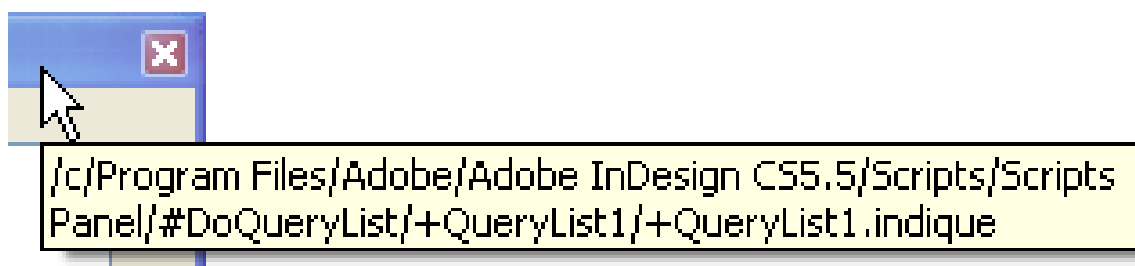 /c/Program Files/Adobe/Adobe InDesign CS5.5/Scripts/Scripts
Panel/#DoQueryList/+QueryList1/+QueryList1.indique